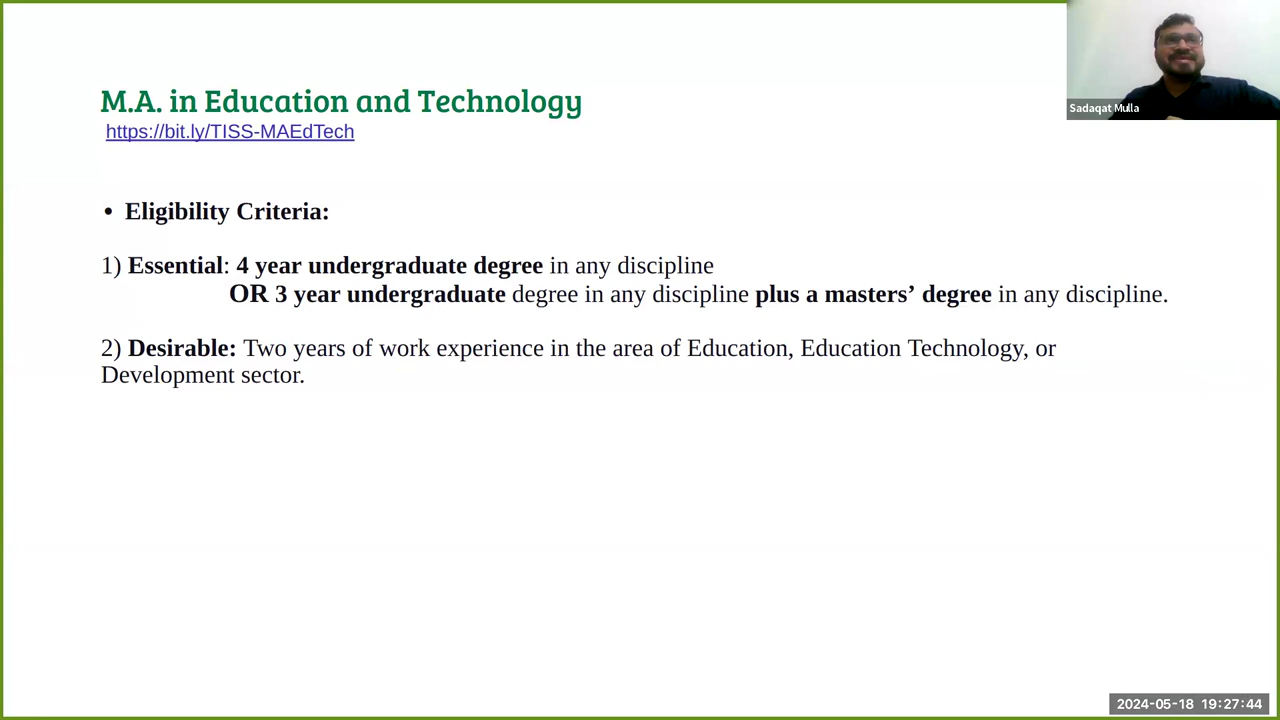 M.A. in Education and Technology
https://bit.ly/TISS-MAEdTech
Sadaqat Mulla
• Eligibility Criteria:
1) Essential: 4 year undergraduate degree in any discipline
OR 3 year undergraduate degree in any discipline plus a masters’ degree in any discipline.
2) Desirable: Two years of work experience in the area of Education, Education Technology, or
Development sector.
2024-05-18 19:27:44